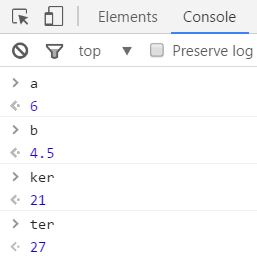 Elements Console
top Preserve log
a
6
b
4.5
ker
21
ter
27